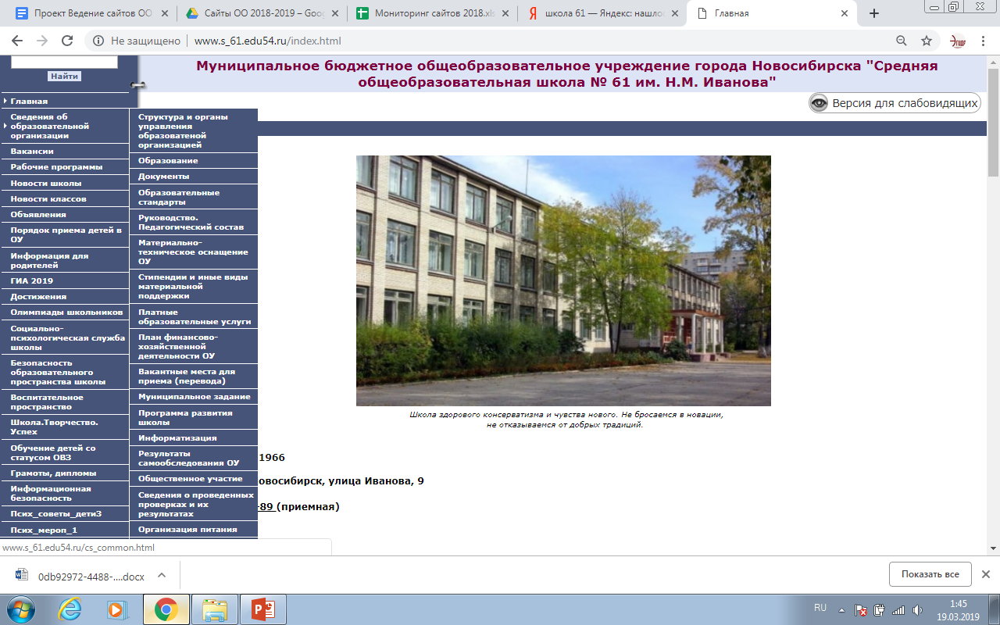 Проект Ведение сайтов ОО
Сайты ОО 2018-2019 – Goo
Мониторинг сайтов 2018.xls
школа 61 — Яндекс: нашло
Главная
Не защищено
www.s_61.edu54.ru/index.html
Найти
Муниципальное бюджетное общеобразовательное учреждение города Новосибирска "Средняя
общеобразовательная школа № 61 им. Н.М. Иванова"
Версия для слабовидящих
Главная
Сведения об
образовательной
организации
Вакансии
Рабочие программы
Новости школы
Новости классов
Объявления
Порядок приема детей в
ОУ
Информация для
родителей
ГИА 2019
Достижения
Олимпиады школьников
Социально-
психологическая служба
школы
Безопасность
образовательного
пространства школы
Воспитательное
пространство
Школа.Творчество.
Успех
Обучение детей со
статусом ОВЗ
Грамоты, дипломы
Информационная
безопасность
Псих_советы_дети3
Псих_мероп_1
Структура и органы
управления
образоватеной
организацией
Образование
Документы
Образовательные
стандарты
Руководство.
Педагогический состав
Материально-
техническое оснащение
ОУ
Стипендии и иные виды
материальной
поддержки
Платные
образовательные услуги
План финансово-
хозяйственной
деятельности ОУ
Вакантные места для
приема (перевода)
Муниципальное задание
Программа развития
школы
Информатизация
Результаты
самообследования ОУ
Общественное участие
Сведения о проведенных
проверках и их
результатах
Организация питания
Школа здорового консерватизма и чувства нового. Не бросаемся в новации,
не отказываемся от добрых традиций.
1966
овосибирск, улица Иванова, 9
-89 (приемная)
www.s_61.edu54.ru/cs_common.html
0db92972-4488-....docx
Показать все
RU
1:45
19.03.2019